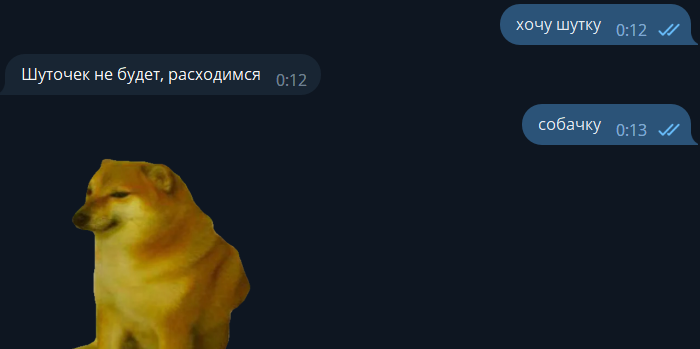 хочу шутку 0:12
Шуточек не будет, расходимся 0:12
собачку 0:13